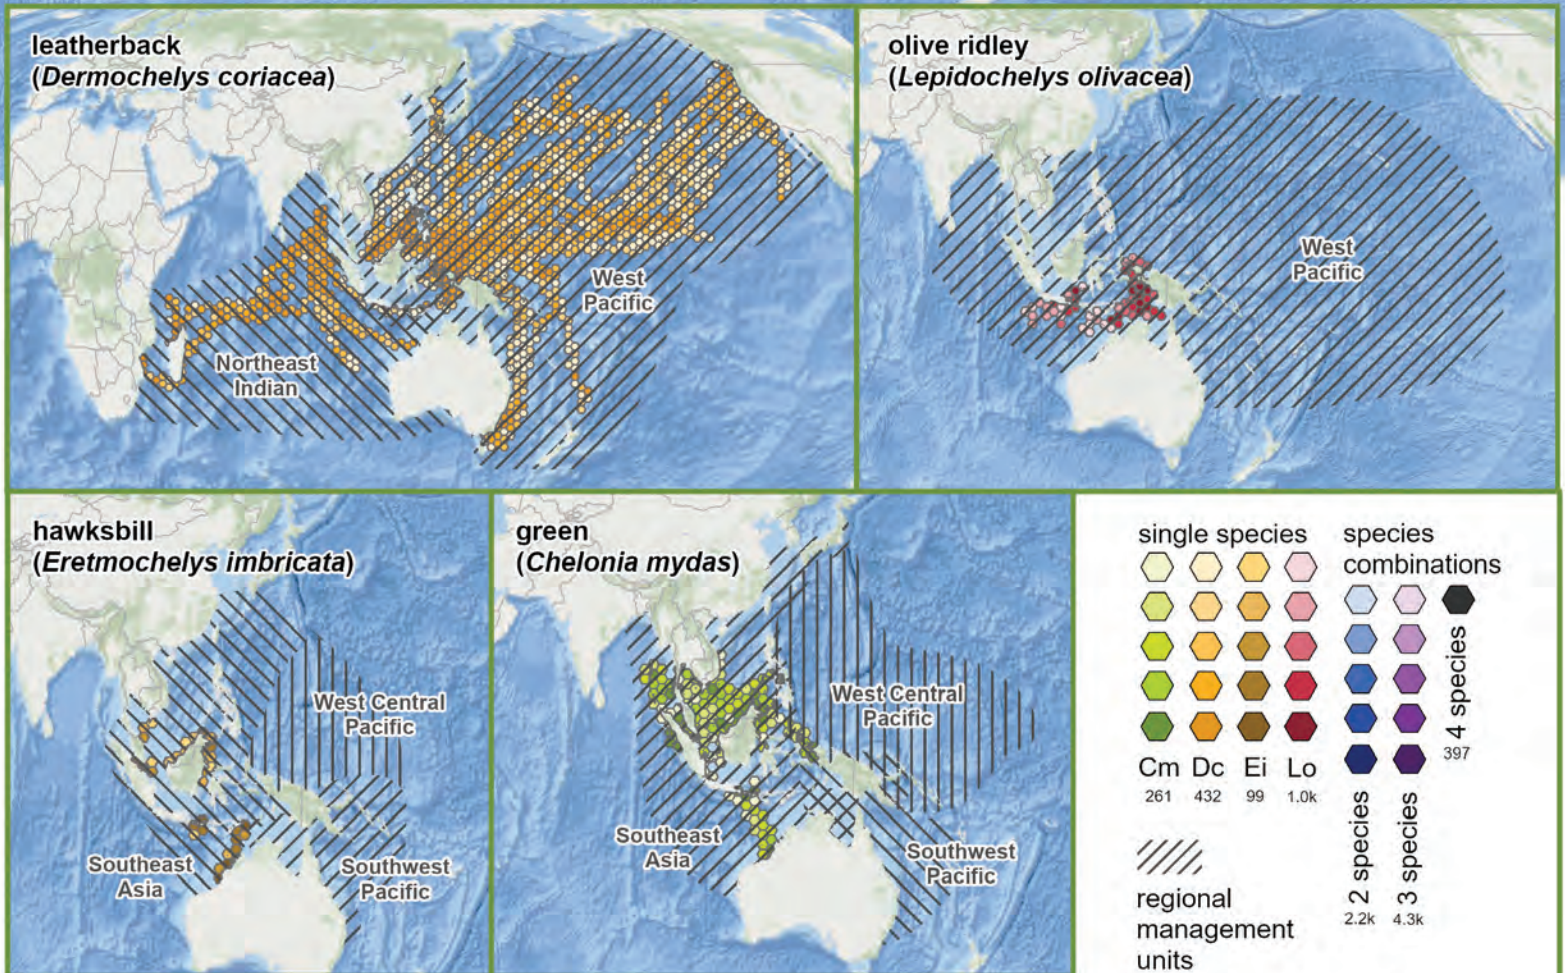 leatherback
(Dermochelys coriacea)
West
Pacific
Northeast
Indian
olive ridley
(Lepidochelys olivacea)
West
Pacific
hawksbill
(Eretmochelys imbricata)
West Central
Pacific
Southeast
Asia
Southwest
Pacific
green
(Chelonia mydas)
West Central
Pacific
Southeast
Asia
Southwest
Pacific
single species
Cm Dc Ei Lo
261 432 99 1.0k
regional
management
units
species
combinations
2 species
2.2k
3 species
4.3k
4 species
397